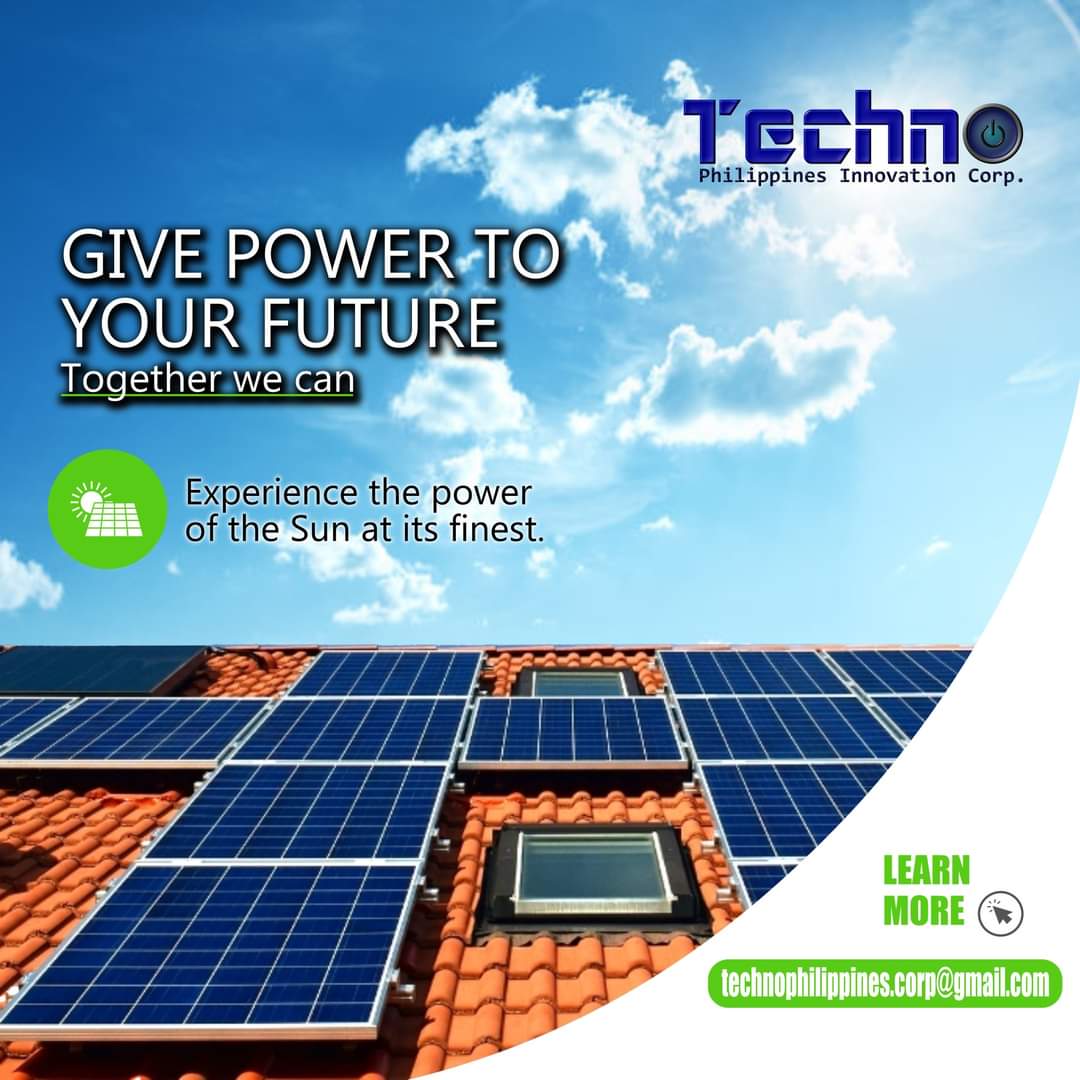 Techno
Philippines Innovation Corp.
GIVE POWER TO
YOUR FUTURE
Together we can
Experience the power
of the Sun at its finest.
LEARN
MORE
technophilippines.corp@gmail.com